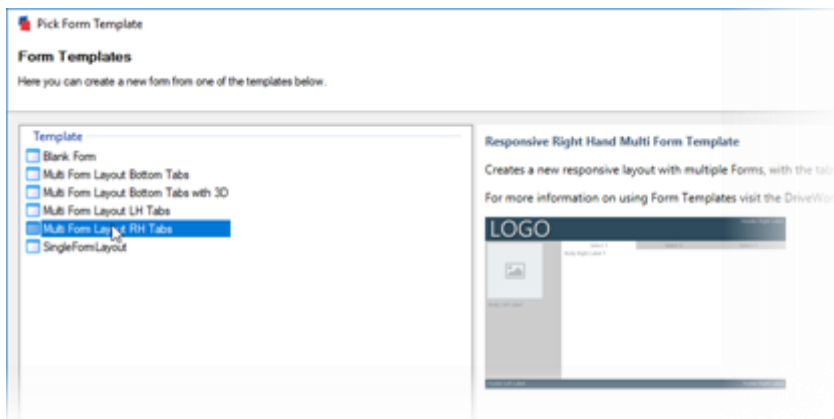 Pick Form Template
Form Templates
Here you can create a new form from one of the templates below.
Template
Blank Form
Multi Form Layout Bottom Tabs
Multi Form Layout Bottom Tabs with 3D
Multi Form Layout LH Tabs
Multi Form Layout RH Tabs
SingleFormLayout
Responsive Right Hand Multi Form Template
Creates a new responsive layout with multiple Forms, with the tab
For more information on using Form Templates visit the DriveWo
LOGO